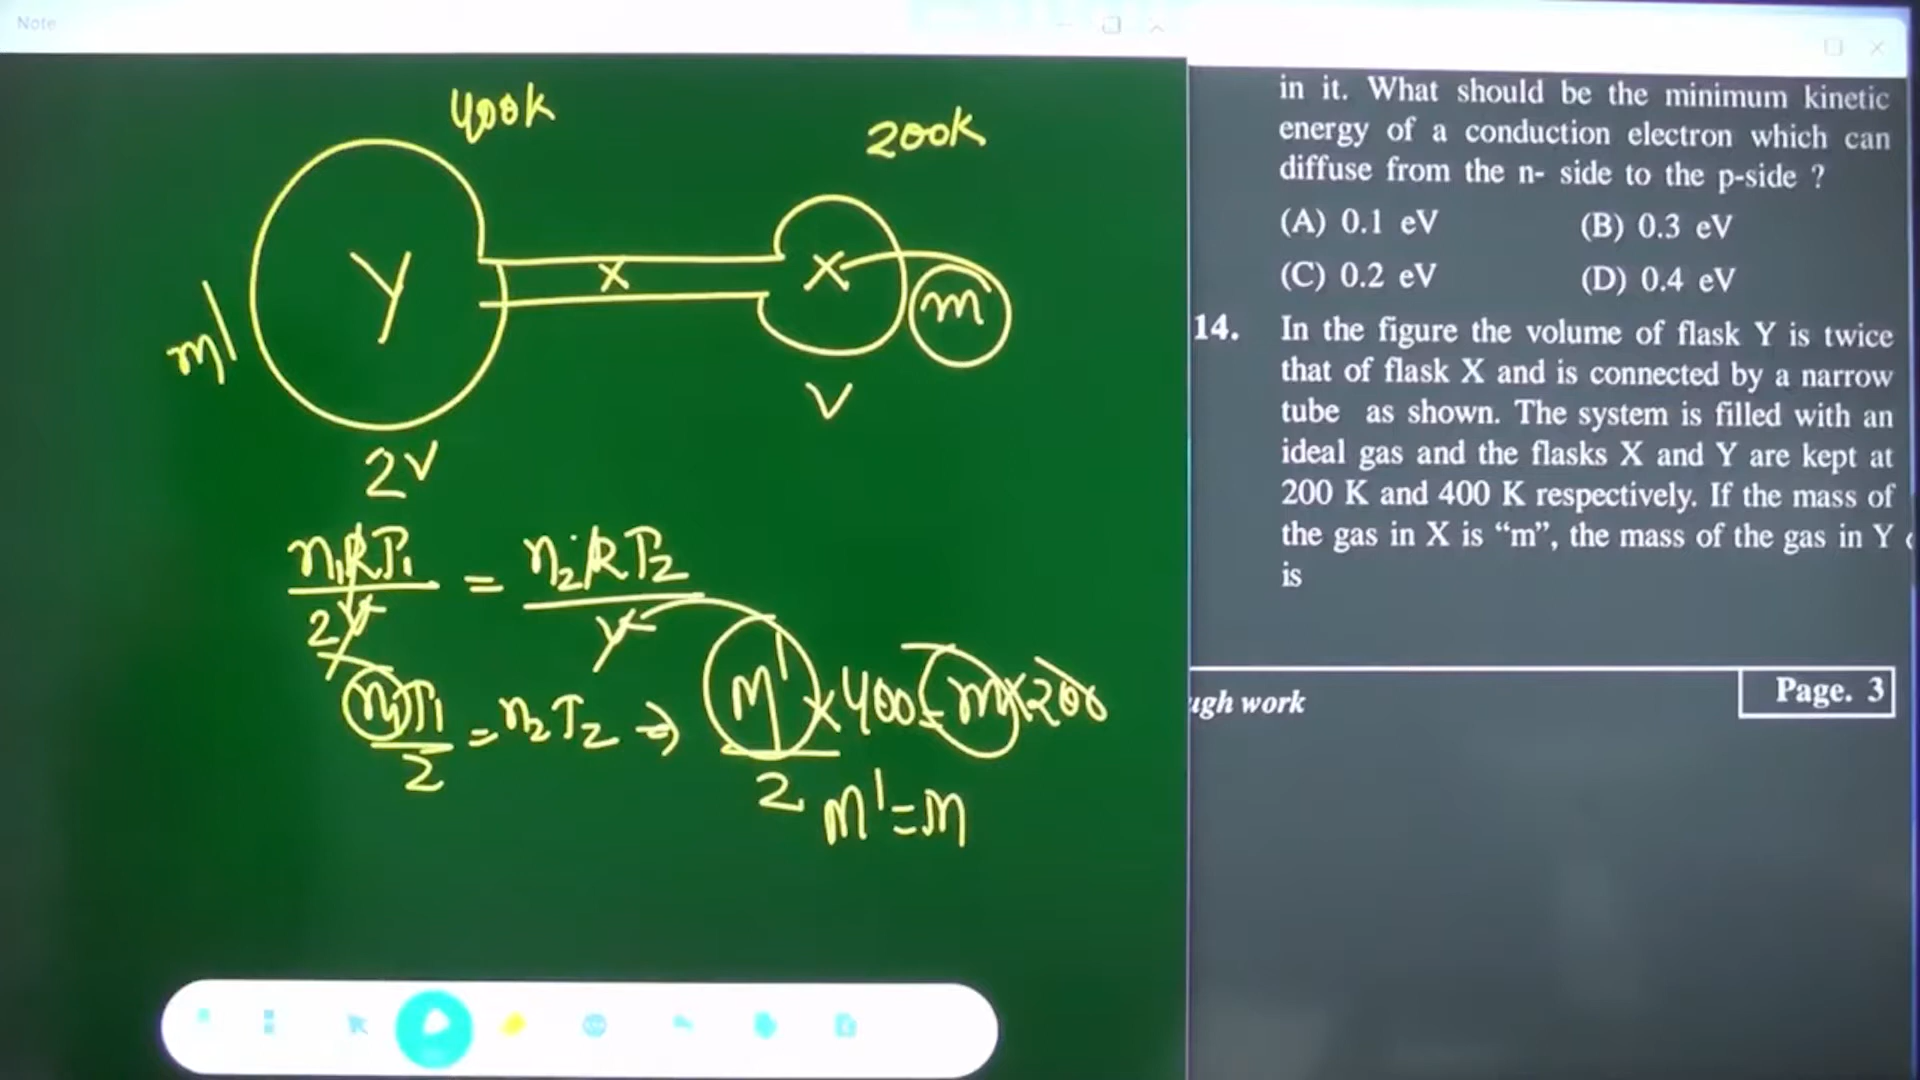 Note
400k
200k
Y
X
X
m
m'
V
2V
n₁RT₁/2V = n₂RT₂/V
n₁T₁/2 = n₂T₂ ⇒ m'/2 × 400 = m × 200
m' = m
in it. What should be the minimum kinetic
energy of a conduction electron which can
diffuse from the n- side to the p-side ?
(A) 0.1 eV (B) 0.3 eV
(C) 0.2 eV (D) 0.4 eV
14. In the figure the volume of flask Y is twice
that of flask X and is connected by a narrow
tube as shown. The system is filled with an
ideal gas and the flasks X and Y are kept at
200 K and 400 K respectively. If the mass of
the gas in X is “m”, the mass of the gas in Y
is
ugh work
Page. 3